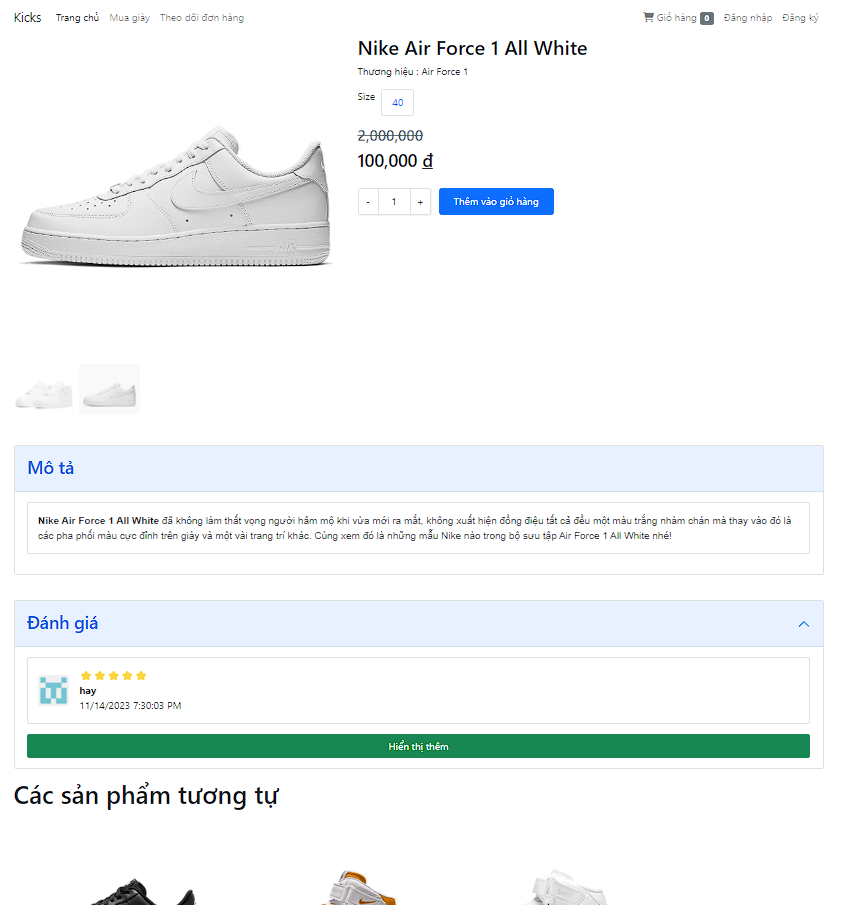 Kicks Trang chủ Mua giày Theo dõi đơn hàng Giỏ hàng 0 Đăng nhập Đăng ký
Nike Air Force 1 All White
Thương hiệu : Air Force 1
Size 40
2,000,000
100,000 đ
- 1 + Thêm vào giỏ hàng
Mô tả
Nike Air Force 1 All White đã không làm thất vọng người hâm mộ khi vừa mới ra mắt, không xuất hiện đồng điệu tất cả đều một màu trắng nhàm chán mà thay vào đó là
các pha phối màu cực đỉnh trên giày và một vài trang trí khác. Cùng xem đó là những mẫu Nike nào trong bộ sưu tập Air Force 1 All White nhé!
Đánh giá
hay
11/14/2023 7:30:03 PM
Hiển thị thêm
Các sản phẩm tương tự